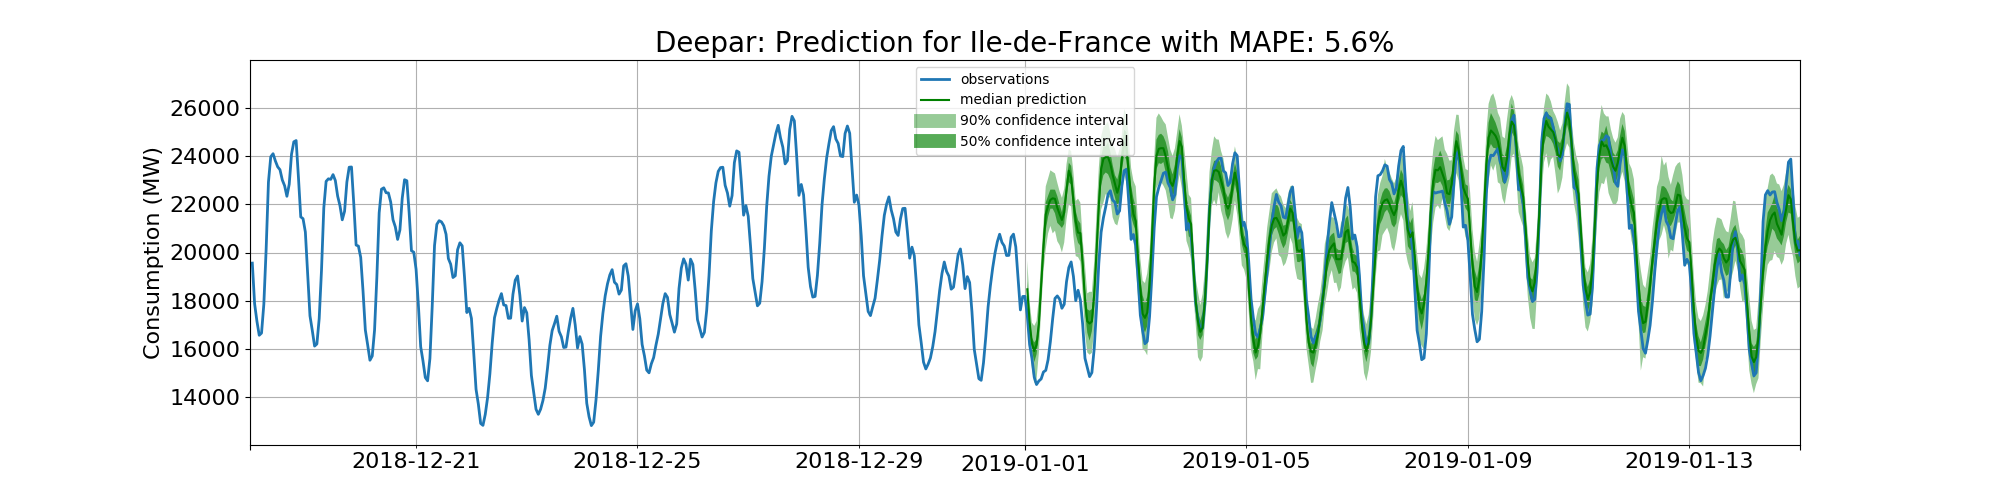 Deepar: Prediction for Ile-de-France with MAPE: 5.6%
observations
median prediction
90% confidence interval
50% confidence interval
Consumption (MW)
26000
24000
22000
20000
18000
16000
14000
2018-12-21
2018-12-25
2018-12-29
2019-01-01
2019-01-05
2019-01-09
2019-01-13